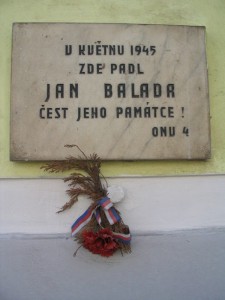 V KVĚTNU 1945
ZDE PADL
JAN BALADA
ČEST JEHO PAMÁTCE !
ONV 4